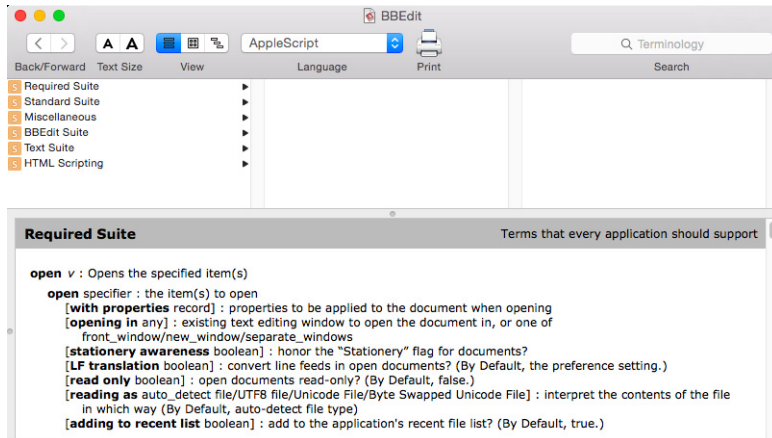 BBEdit
A A
AppleScript
Terminology
Back/Forward Text Size View Language Print Search
S Required Suite
S Standard Suite
S Miscellaneous
S BBEdit Suite
S Text Suite
S HTML Scripting
Required Suite Terms that every application should support
open v : Opens the specified item(s)
open specifier : the item(s) to open
[with properties record] : properties to be applied to the document when opening
[opening in any] : existing text editing window to open the document in, or one of
front_window/new_window/separate_windows
[stationery awareness boolean] : honor the “Stationery” flag for documents?
[LF translation boolean] : convert line feeds in open documents? (By Default, the preference setting.)
[read only boolean] : open documents read-only? (By Default, false.)
[reading as auto_detect file/UTF8 file/Unicode File/Byte Swapped Unicode File] : interpret the contents of the file
in which way (By Default, auto-detect file type)
[adding to recent list boolean] : add to the application's recent file list? (By Default, true.)